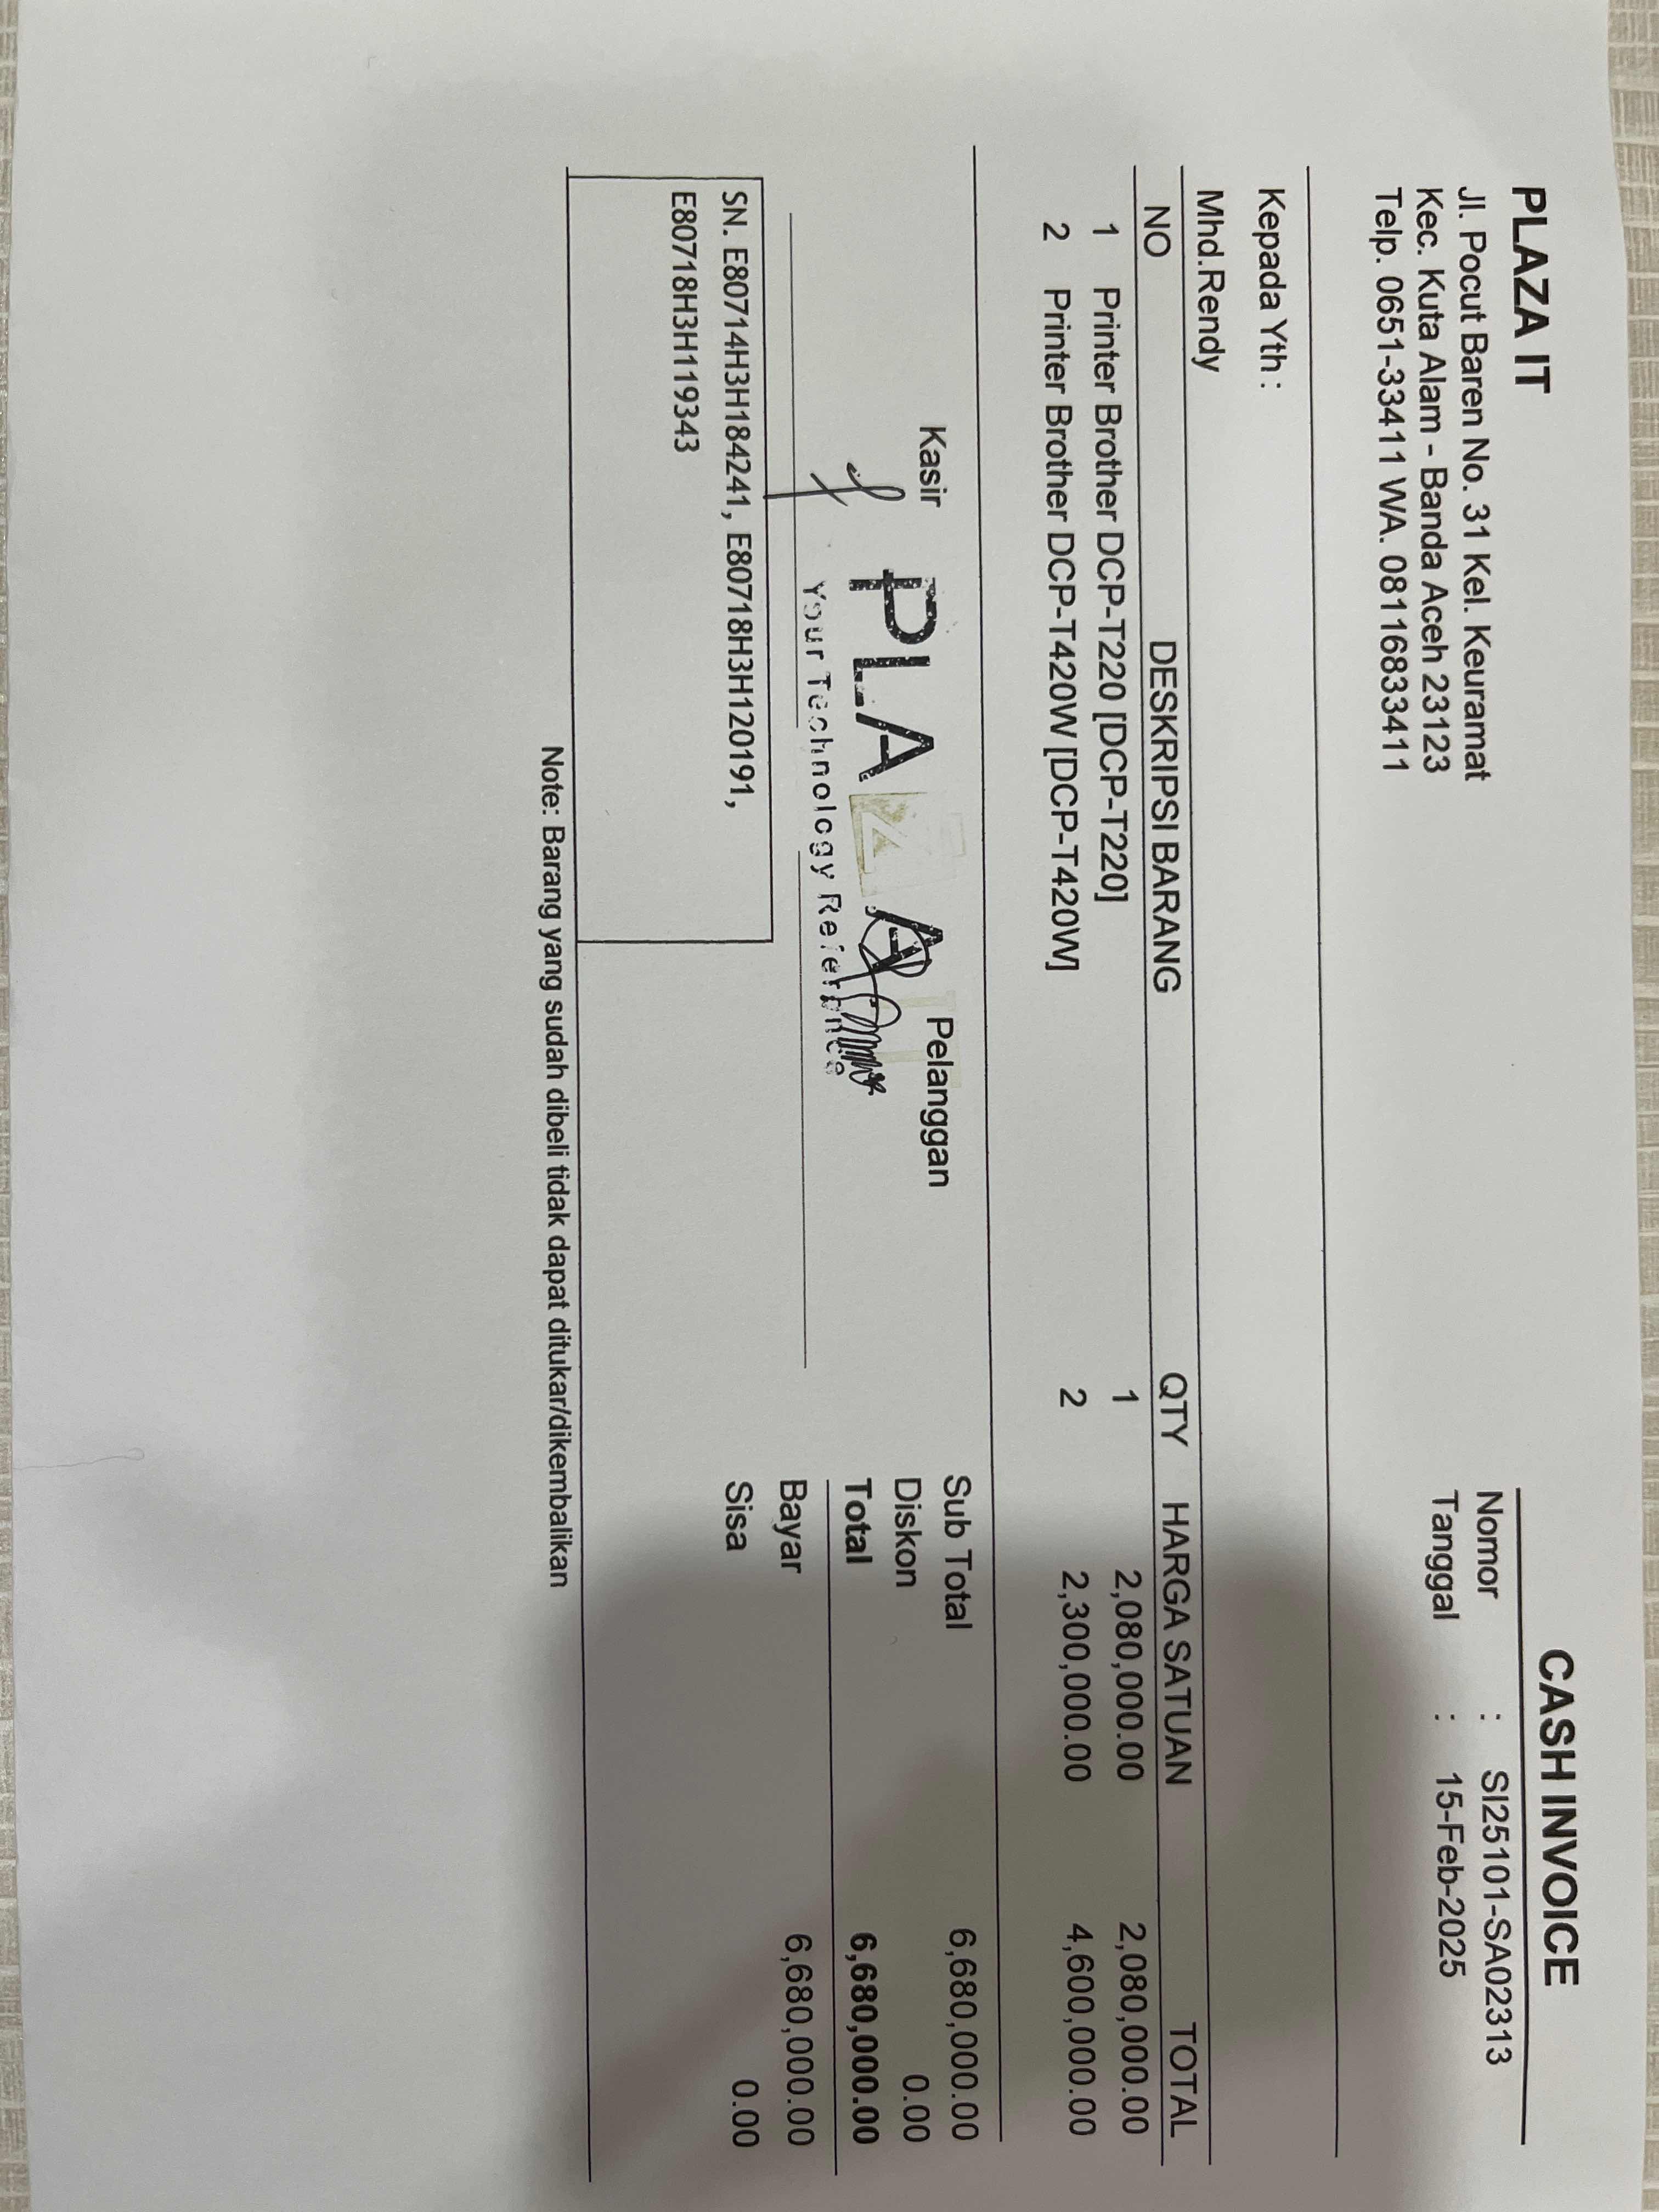 PLAZA IT
Jl. Pocut Baren No. 31 Kel. Keuramat
Kec. Kuta Alam - Banda Aceh 23123
Telp. 0651-33411 WA. 08116833411
CASH INVOICE
Nomor : SI25101-SA02313
Tanggal : 15-Feb-2025
Kepada Yth :
Mhd.Rendy
NO DESKRIPSI BARANG QTY HARGA SATUAN TOTAL
1 Printer Brother DCP-T220 [DCP-T220] 1 2,080,000.00 2,080,000.00
2 Printer Brother DCP-T420W [DCP-T420W] 2 2,300,000.00 4,600,000.00
Kasir Pelanggan
PLAZA
Your Technology Reference
Sub Total 6,680,000.00
Diskon 0.00
Total 6,680,000.00
Bayar 6,680,000.00
Sisa 0.00
SN. E80714H3H184241, E80718H3H120191,
E80718H3H119343
Note: Barang yang sudah dibeli tidak dapat ditukar/dikembalikan